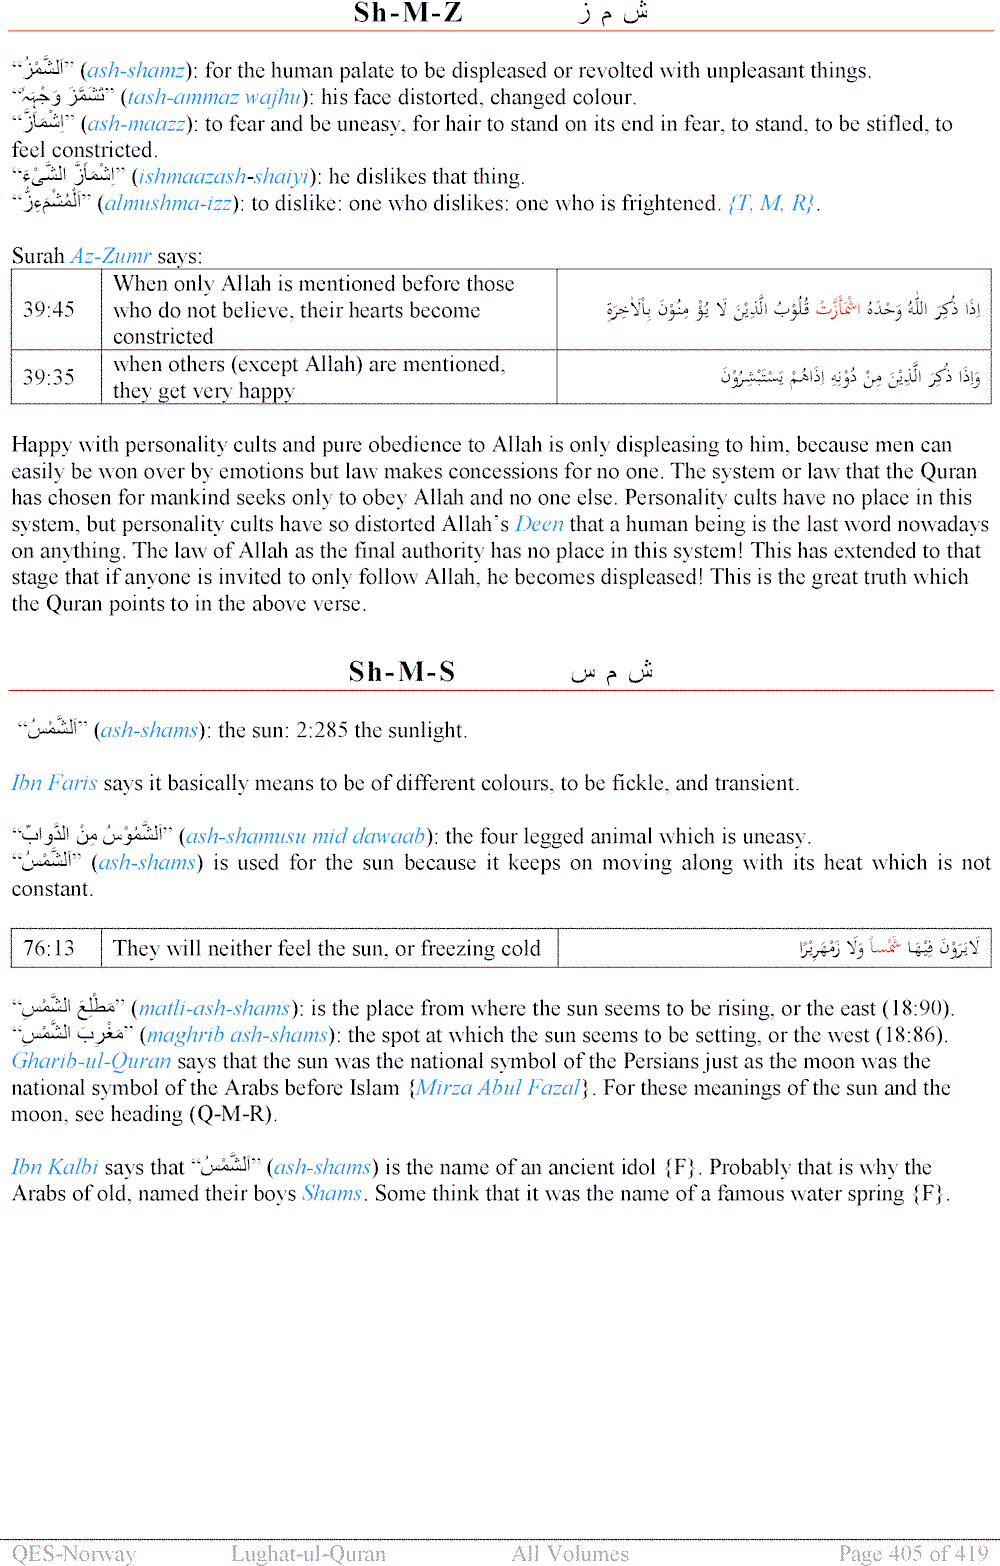 Sh-M-Z ش م ز
“اَلشَّمْزُ” (ash-shamz): for the human palate to be displeased or revolted with unpleasant things.
“تَشَمَّزَ وَجْہَہٗ” (tash-ammaz wajhu): his face distorted, changed colour.
“اِشْمَاَزَّ” (ash-maazz): to fear and be uneasy, for hair to stand on its end in fear, to stand, to be stifled, to
feel constricted.
“اِشْمَأَزَّ الشَّیْءَ” (ishmaazash-shaiyi): he dislikes that thing.
“اَلْمُشْمَءِزُّ” (almushma-izz): to dislike: one who dislikes: one who is frightened. {T, M, R}.
Surah Az-Zumr says:
39:45 When only Allah is mentioned before those
who do not believe, their hearts become
constricted
اِذَا ذُكِرَ اللّٰهُ وَحْدَهُ اشْمَأَزَّتْ قُلُوْبُ الَّذِيْنَ لَا يُؤْ مِنُوْنَ بِالْاٰخِرَةِ
39:35 when others (except Allah) are mentioned,
they get very happy
وَاِذَا ذُكِرَ الَّذِيْنَ مِنْ دُوْنِهِ اِذَاهُمْ يَسْتَبْشِرُوْنَ
Happy with personality cults and pure obedience to Allah is only displeasing to him, because men can
easily be won over by emotions but law makes concessions for no one. The system or law that the Quran
has chosen for mankind seeks only to obey Allah and no one else. Personality cults have no place in this
system, but personality cults have so distorted Allah’s Deen that a human being is the last word nowadays
on anything. The law of Allah as the final authority has no place in this system! This has extended to that
stage that if anyone is invited to only follow Allah, he becomes displeased! This is the great truth which
the Quran points to in the above verse.
Sh-M-S ش م س
“اَلشَّمْسُ” (ash-shams): the sun: 2:285 the sunlight.
Ibn Faris says it basically means to be of different colours, to be fickle, and transient.
“اَلشَّمُوْسُ مِنْ الدَّوابِّ” (ash-shamusu mid dawaab): the four legged animal which is uneasy.
“اَلشَّمْسُ” (ash-shams) is used for the sun because it keeps on moving along with its heat which is not
constant.
76:13 They will neither feel the sun, or freezing cold لَايَرَوْنَ فِيْهَا شَمْساً وَلَا زَمْهَرِيْرًا
“مَطْلِعَ الشَّمْسِ” (matli-ash-shams): is the place from where the sun seems to be rising, or the east (18:90).
“مَغْرِبَ الشَّمْسِ” (maghrib ash-shams): the spot at which the sun seems to be setting, or the west (18:86).
Gharib-ul-Quran says that the sun was the national symbol of the Persians just as the moon was the
national symbol of the Arabs before Islam {Mirza Abul Fazal}. For these meanings of the sun and the
moon, see heading (Q-M-R).
Ibn Kalbi says that “اَلشَّمْسُ” (ash-shams) is the name of an ancient idol {F}. Probably that is why the
Arabs of old, named their boys Shams. Some think that it was the name of a famous water spring {F}.
QES-Norway Lughat-ul-Quran All Volumes Page 405 of 419